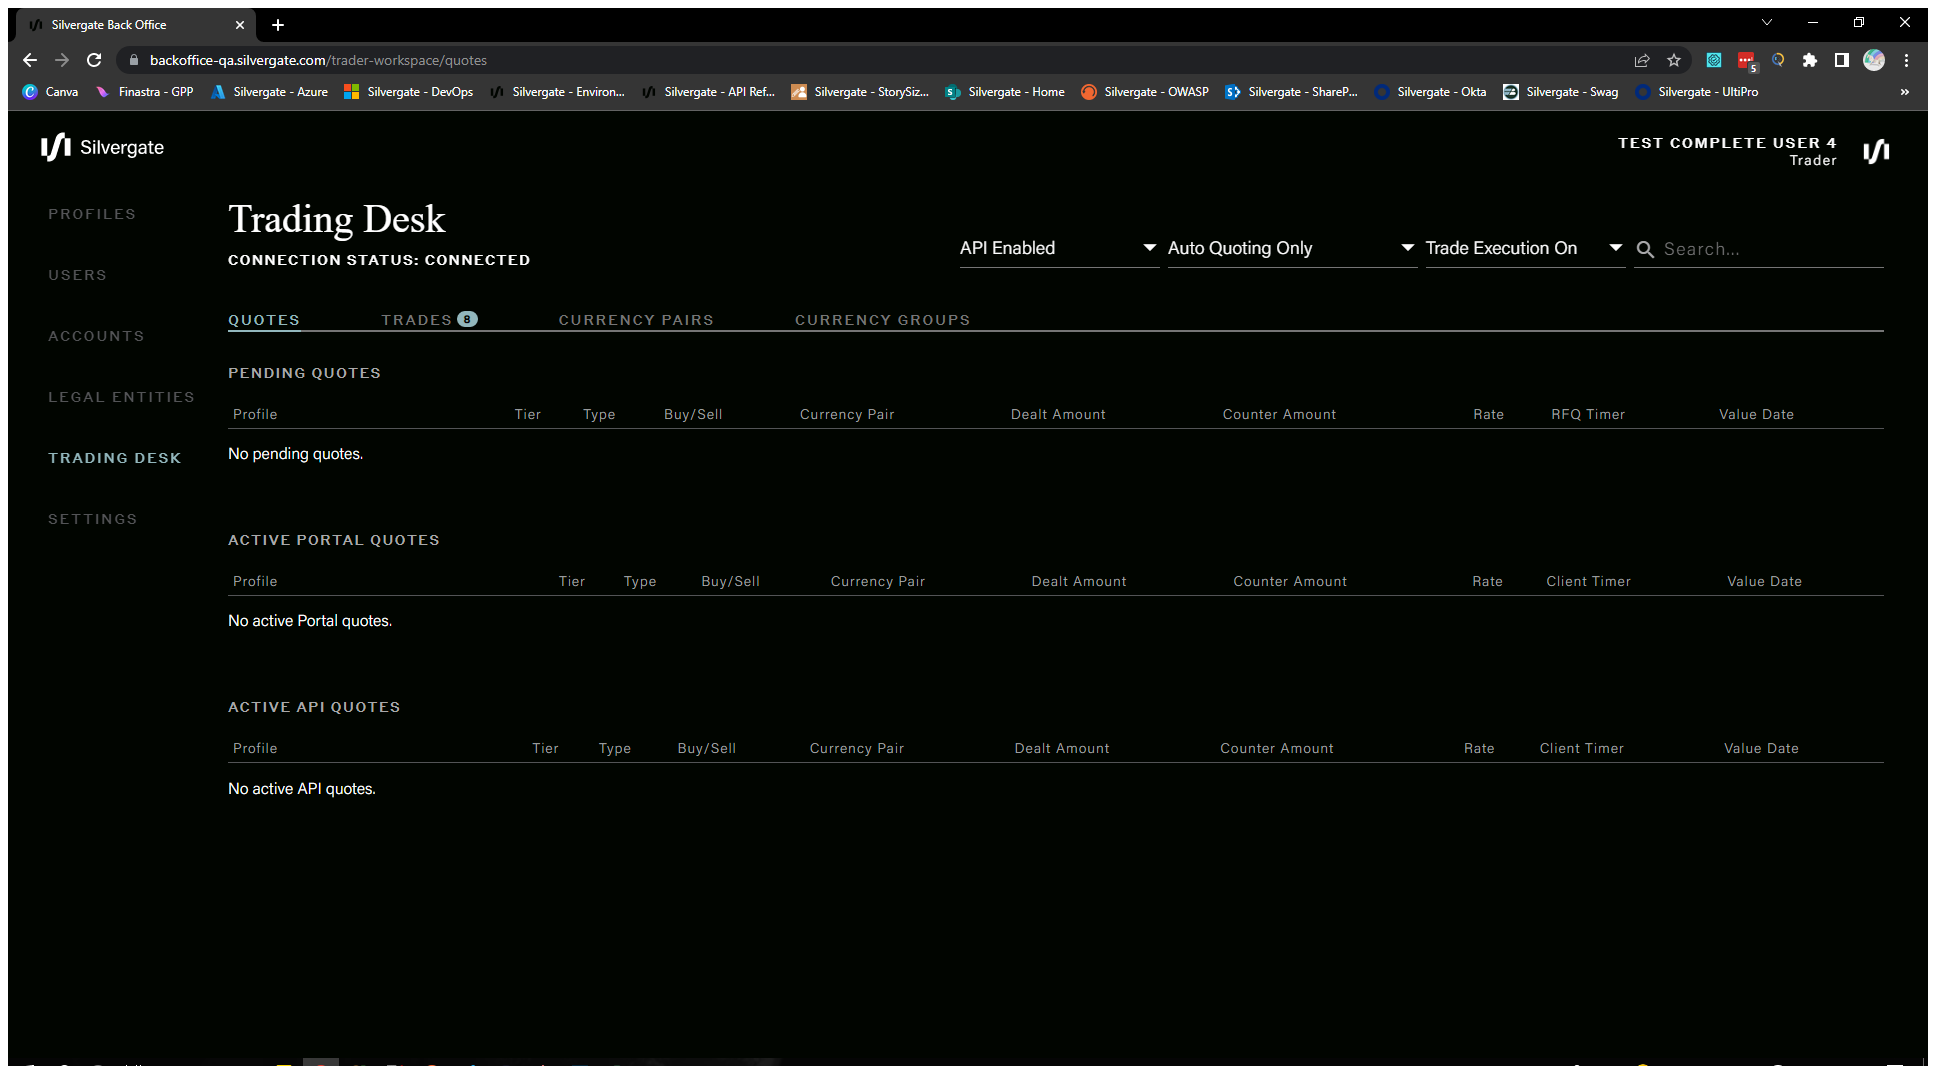 Silvergate Back Office
backoffice-qa.silvergate.com/trader-workspace/quotes
5
Canva Finastra - GPP Silvergate - Azure Silvergate - DevOps Silvergate - Environ... Silvergate - API Ref... Silvergate - StorySiz... Silvergate - Home Silvergate - OWASP Silvergate - ShareP... Silvergate - Okta Silvergate - Swag Silvergate - UltiPro »
Silvergate
TEST COMPLETE USER 4
Trader
PROFILES
USERS
ACCOUNTS
LEGAL ENTITIES
TRADING DESK
SETTINGS
Trading Desk
CONNECTION STATUS: CONNECTED
API Enabled Auto Quoting Only Trade Execution On Search...
QUOTES TRADES 8 CURRENCY PAIRS CURRENCY GROUPS
PENDING QUOTES
Profile Tier Type Buy/Sell Currency Pair Dealt Amount Counter Amount Rate RFQ Timer Value Date
No pending quotes.
ACTIVE PORTAL QUOTES
Profile Tier Type Buy/Sell Currency Pair Dealt Amount Counter Amount Rate Client Timer Value Date
No active Portal quotes.
ACTIVE API QUOTES
Profile Tier Type Buy/Sell Currency Pair Dealt Amount Counter Amount Rate Client Timer Value Date
No active API quotes.